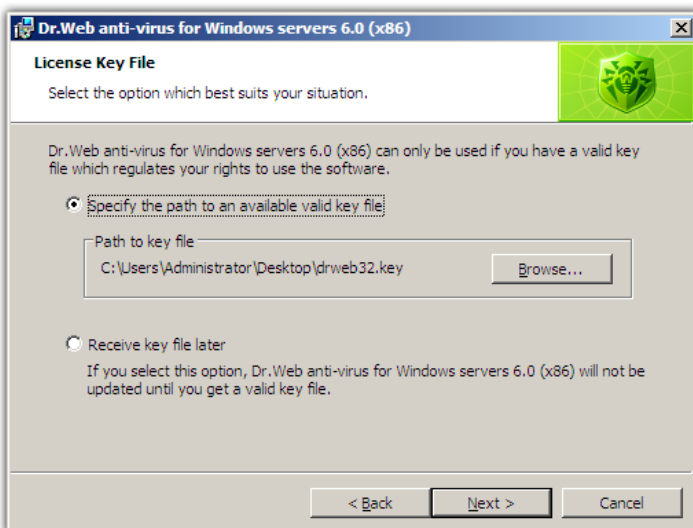 Dr.Web anti-virus for Windows servers 6.0 (x86)
License Key File
Select the option which best suits your situation.
Dr.Web anti-virus for Windows servers 6.0 (x86) can only be used if you have a valid key
file which regulates your rights to use the software.
Specify the path to an available valid key file
Path to key file
C:\Users\Administrator\Desktop\drweb32.key
Browse...
Receive key file later
If you select this option, Dr.Web anti-virus for Windows servers 6.0 (x86) will not be
updated until you get a valid key file.
< Back
Next >
Cancel